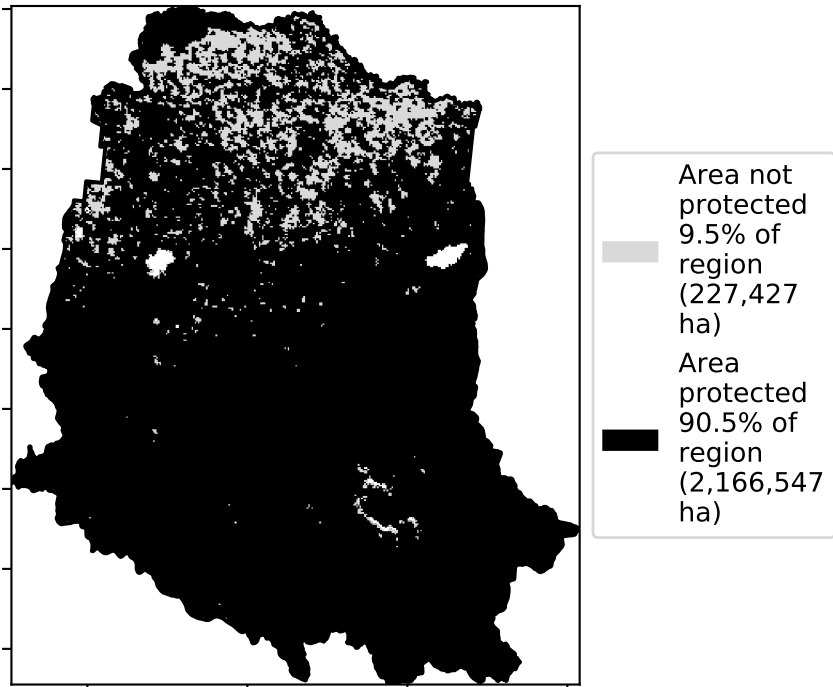 Area not
protected
9.5% of
region
(227,427
ha)
Area
protected
90.5% of
region
(2,166,547
ha)